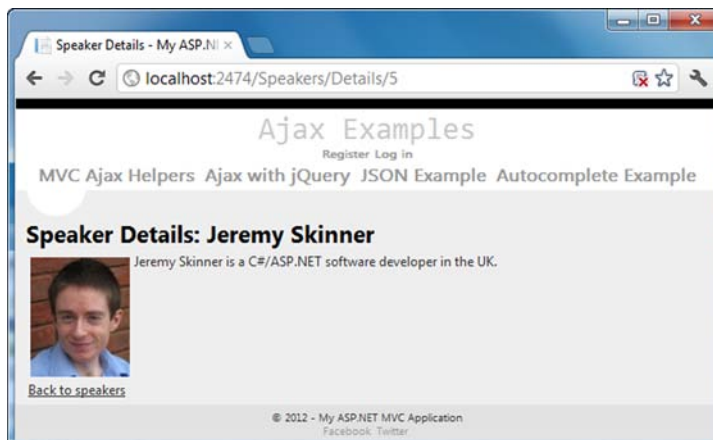 Speaker Details - My ASP.N
localhost:2474/Speakers/Details/5
Ajax Examples
Register Log in
MVC Ajax Helpers Ajax with jQuery JSON Example Autocomplete Example
Speaker Details: Jeremy Skinner
Jeremy Skinner is a C#/ASP.NET software developer in the UK.
Back to speakers
© 2012 - My ASP.NET MVC Application
Facebook Twitter